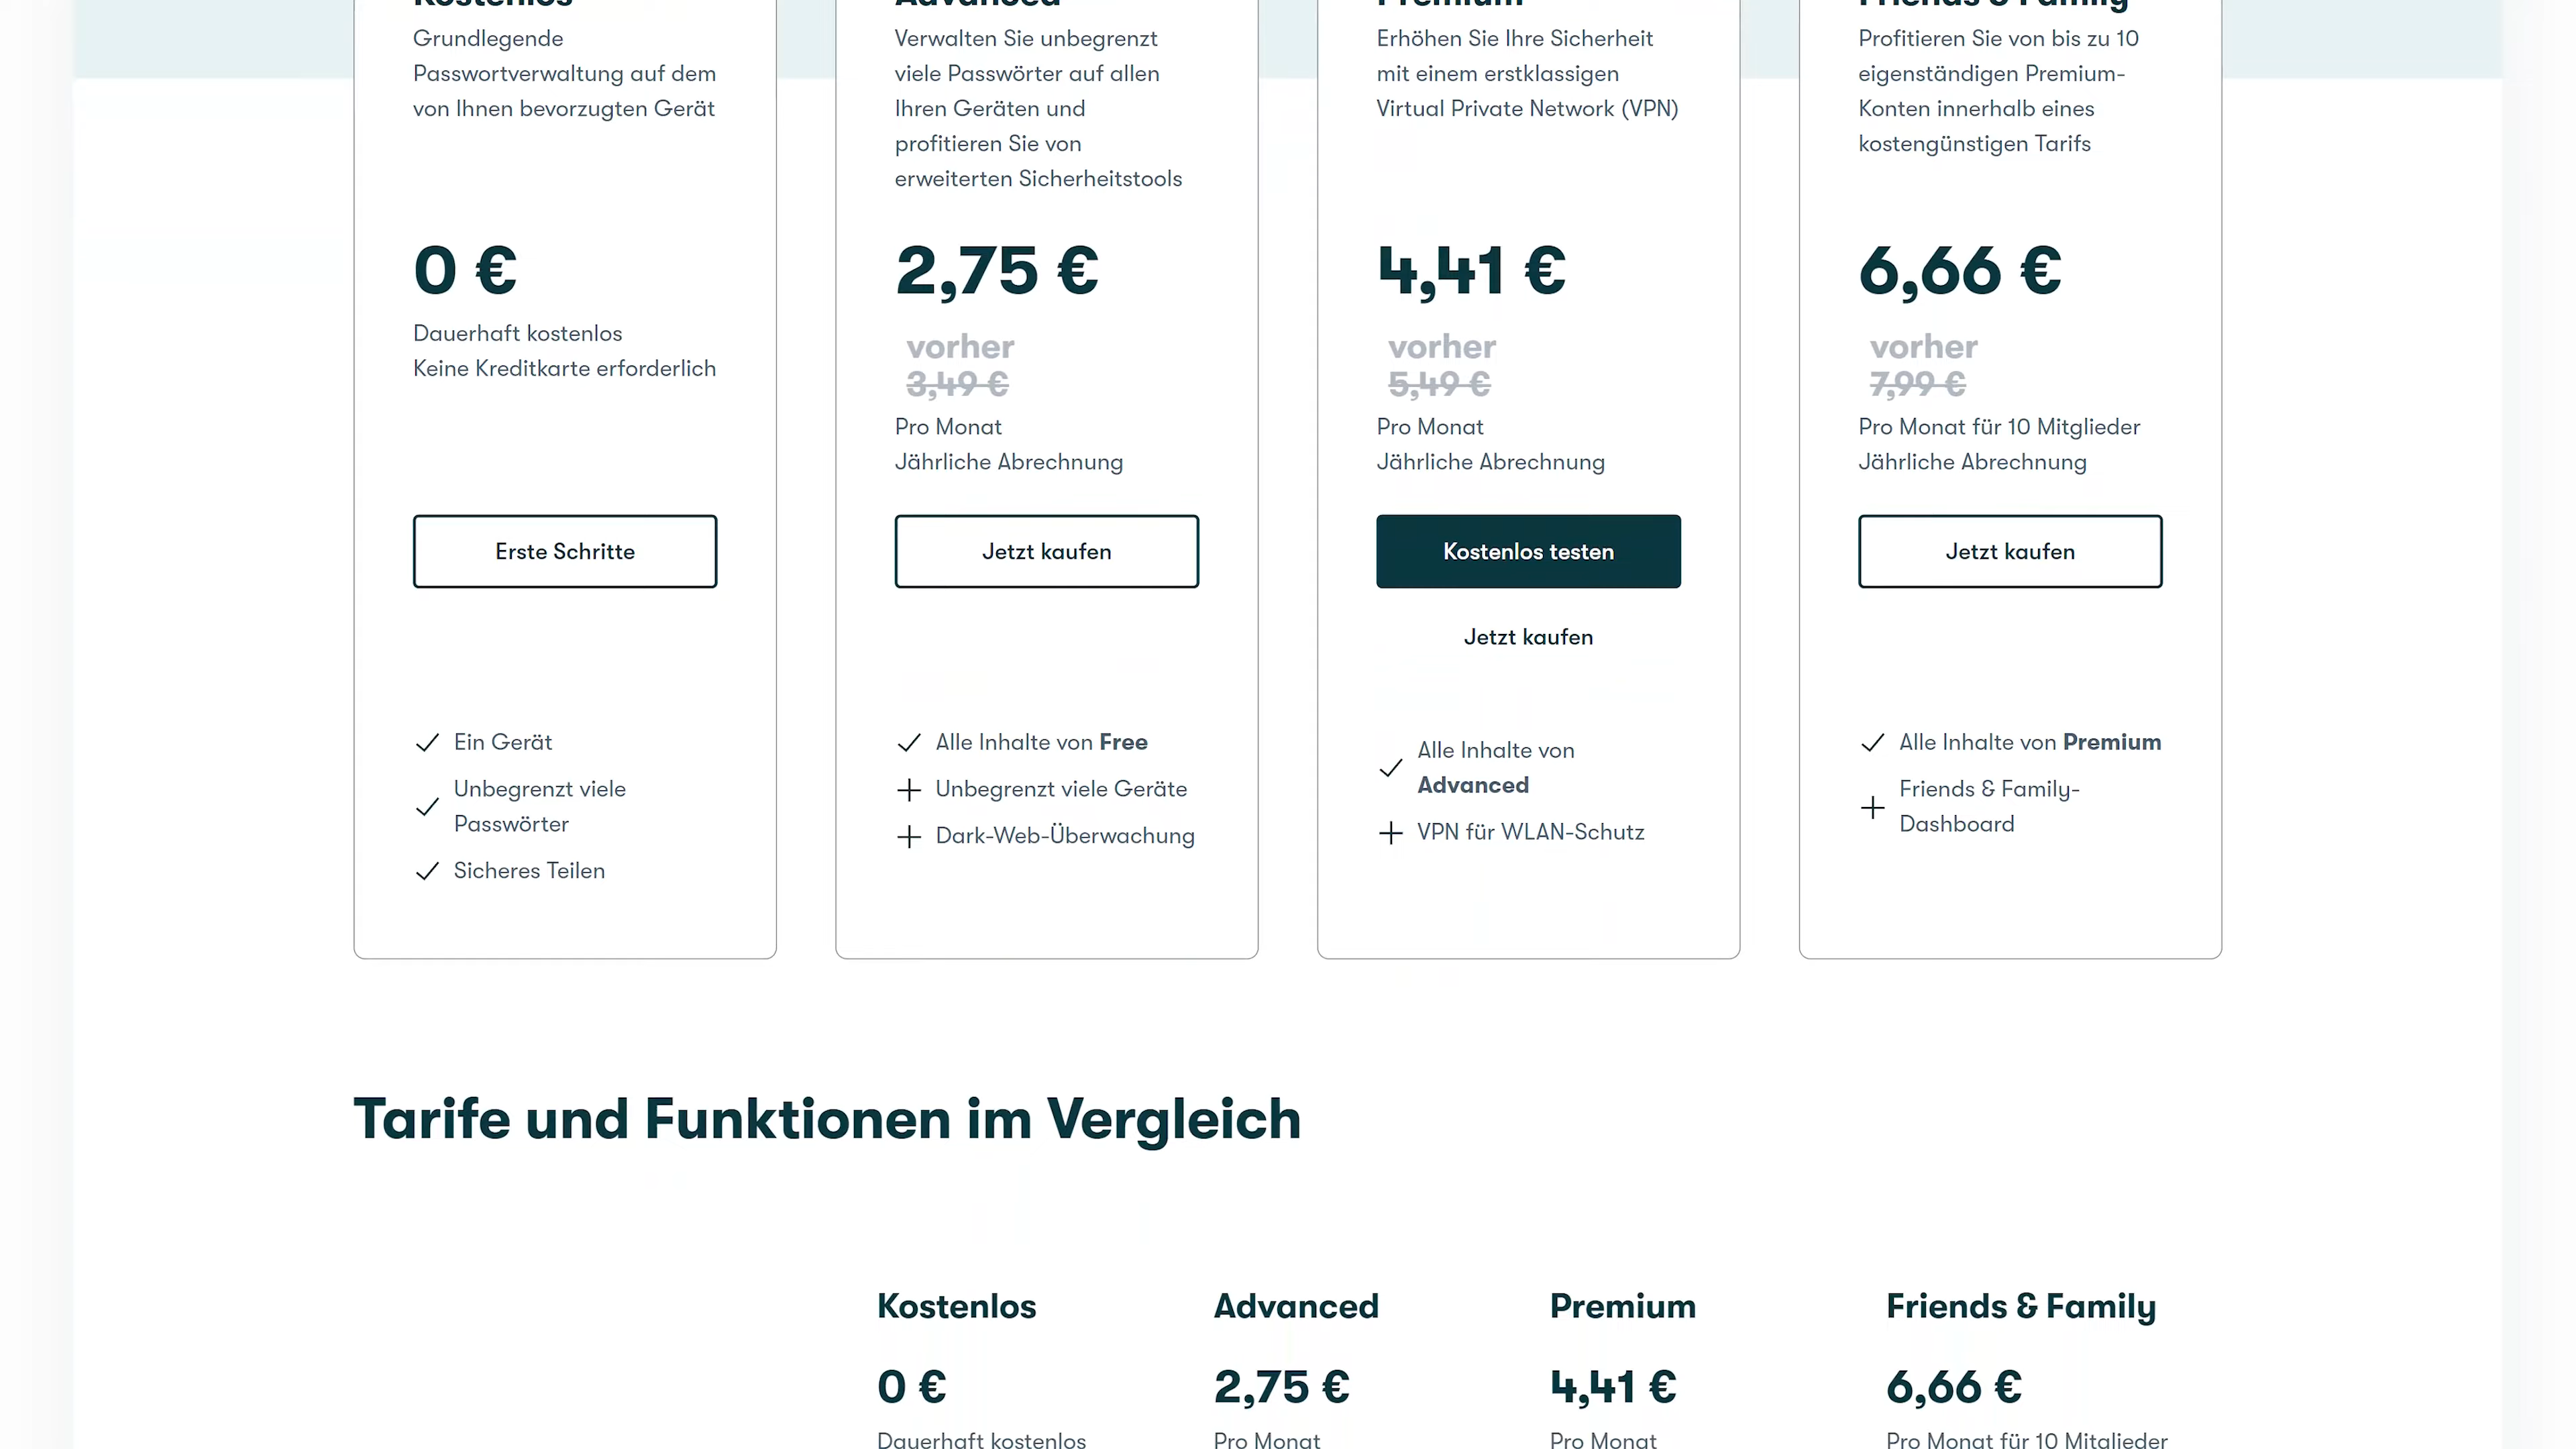 Kostenlos
Grundlegende
Passwortverwaltung auf dem
von Ihnen bevorzugten Gerät
0 €
Dauerhaft kostenlos
Keine Kreditkarte erforderlich
Erste Schritte
Ein Gerät
Unbegrenzt viele
Passwörter
Sicheres Teilen
Advanced
Verwalten Sie unbegrenzt
viele Passwörter auf allen
Ihren Geräten und
profitieren Sie von
erweiterten Sicherheitstools
2,75 €
vorher
3,49 €
Pro Monat
Jährliche Abrechnung
Jetzt kaufen
Alle Inhalte von Free
Unbegrenzt viele Geräte
Dark-Web-Überwachung
Premium
Erhöhen Sie Ihre Sicherheit
mit einem erstklassigen
Virtual Private Network (VPN)
4,41 €
vorher
5,49 €
Pro Monat
Jährliche Abrechnung
Kostenlos testen
Jetzt kaufen
Alle Inhalte von
Advanced
VPN für WLAN-Schutz
Friends & Family
Profitieren Sie von bis zu 10
eigenständigen Premium-
Konten innerhalb eines
kostengünstigen Tarifs
6,66 €
vorher
7,99 €
Pro Monat für 10 Mitglieder
Jährliche Abrechnung
Jetzt kaufen
Alle Inhalte von Premium
Friends & Family-
Dashboard
Tarife und Funktionen im Vergleich
Kostenlos Advanced Premium Friends & Family
0 € 2,75 € 4,41 € 6,66 €
Dauerhaft kostenlos Pro Monat Pro Monat Pro Monat für 10 Mitglieder